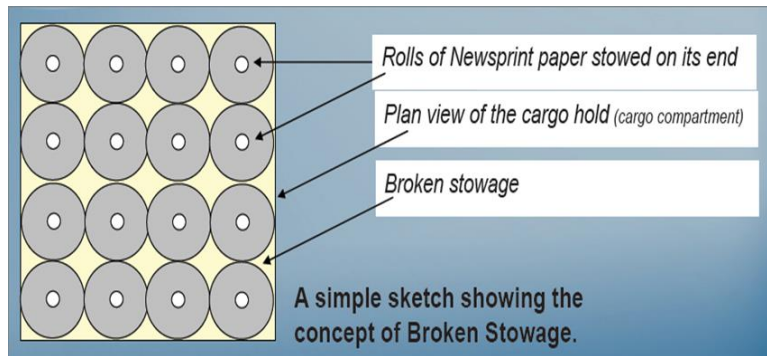 Rolls of Newsprint paper stowed on its end
Plan view of the cargo hold (cargo compartment)
Broken stowage
A simple sketch showing the
concept of Broken Stowage.